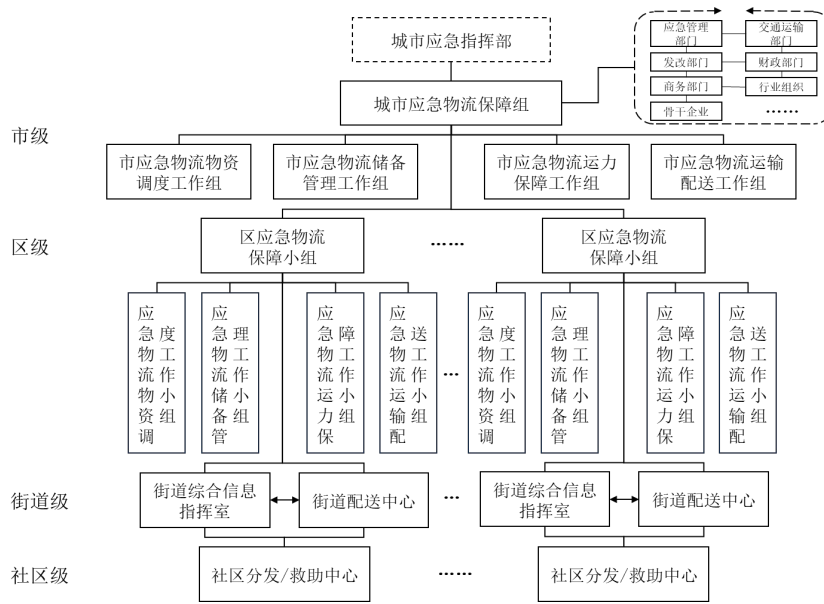 城市应急指挥部
应急管理
部门
交通运输
部门
发改部门
财政部门
商务部门
行业组织
骨干企业
……
城市应急物流保障组
市级
市应急物流物资
调度工作组
市应急物流储备
管理工作组
市应急物流运力
保障工作组
市应急物流运输
配送工作组
区级
区应急物流
保障小组
……
区应急物流
保障小组
应急物流物资调
度工作小组
应急物流储备管
理工作小组
应急物流运力保
障工作小组
应急物流运输配
送工作小组
…
应急物流物资调
度工作小组
应急物流储备管
理工作小组
应急物流运力保
障工作小组
应急物流运输配
送工作小组
街道级
街道综合信息
指挥室
街道配送中心
…
街道综合信息
指挥室
街道配送中心
社区级
社区分发/救助中心
……
社区分发/救助中心